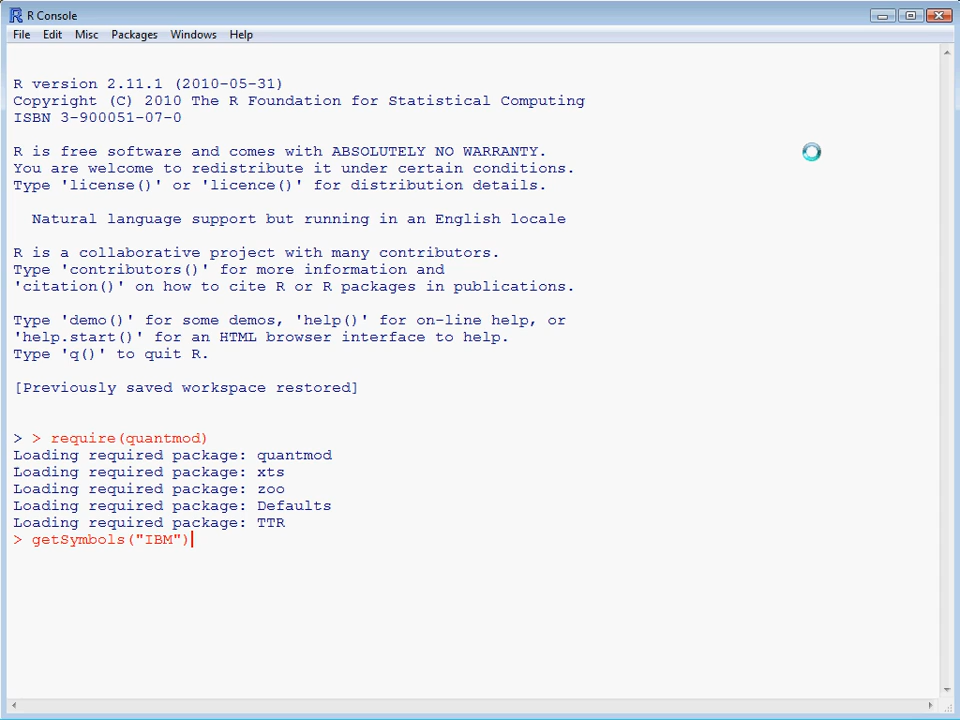 R Console
File Edit Misc Packages Windows Help
R version 2.11.1 (2010-05-31)
Copyright (C) 2010 The R Foundation for Statistical Computing
ISBN 3-900051-07-0
R is free software and comes with ABSOLUTELY NO WARRANTY.
You are welcome to redistribute it under certain conditions.
Type 'license()' or 'licence()' for distribution details.
Natural language support but running in an English locale
R is a collaborative project with many contributors.
Type 'contributors()' for more information and
'citation()' on how to cite R or R packages in publications.
Type 'demo()' for some demos, 'help()' for on-line help, or
'help.start()' for an HTML browser interface to help.
Type 'q()' to quit R.
[Previously saved workspace restored]
> > require(quantmod)
Loading required package: quantmod
Loading required package: xts
Loading required package: zoo
Loading required package: Defaults
Loading required package: TTR
> getSymbols("IBM")